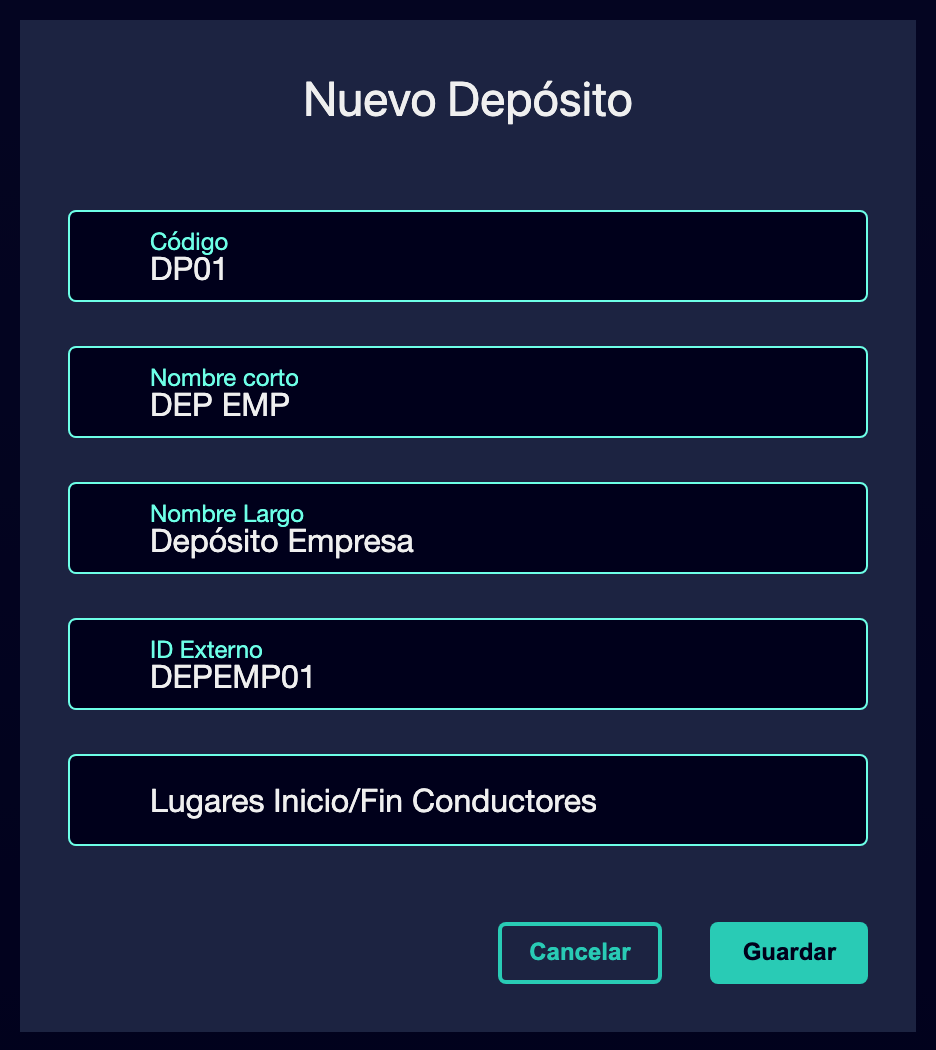 Nuevo Depósito
Código
DP01
Nombre corto
DEP EMP
Nombre Largo
Depósito Empresa
ID Externo
DEPEMP01
Lugares Inicio/Fin Conductores
Cancelar
Guardar